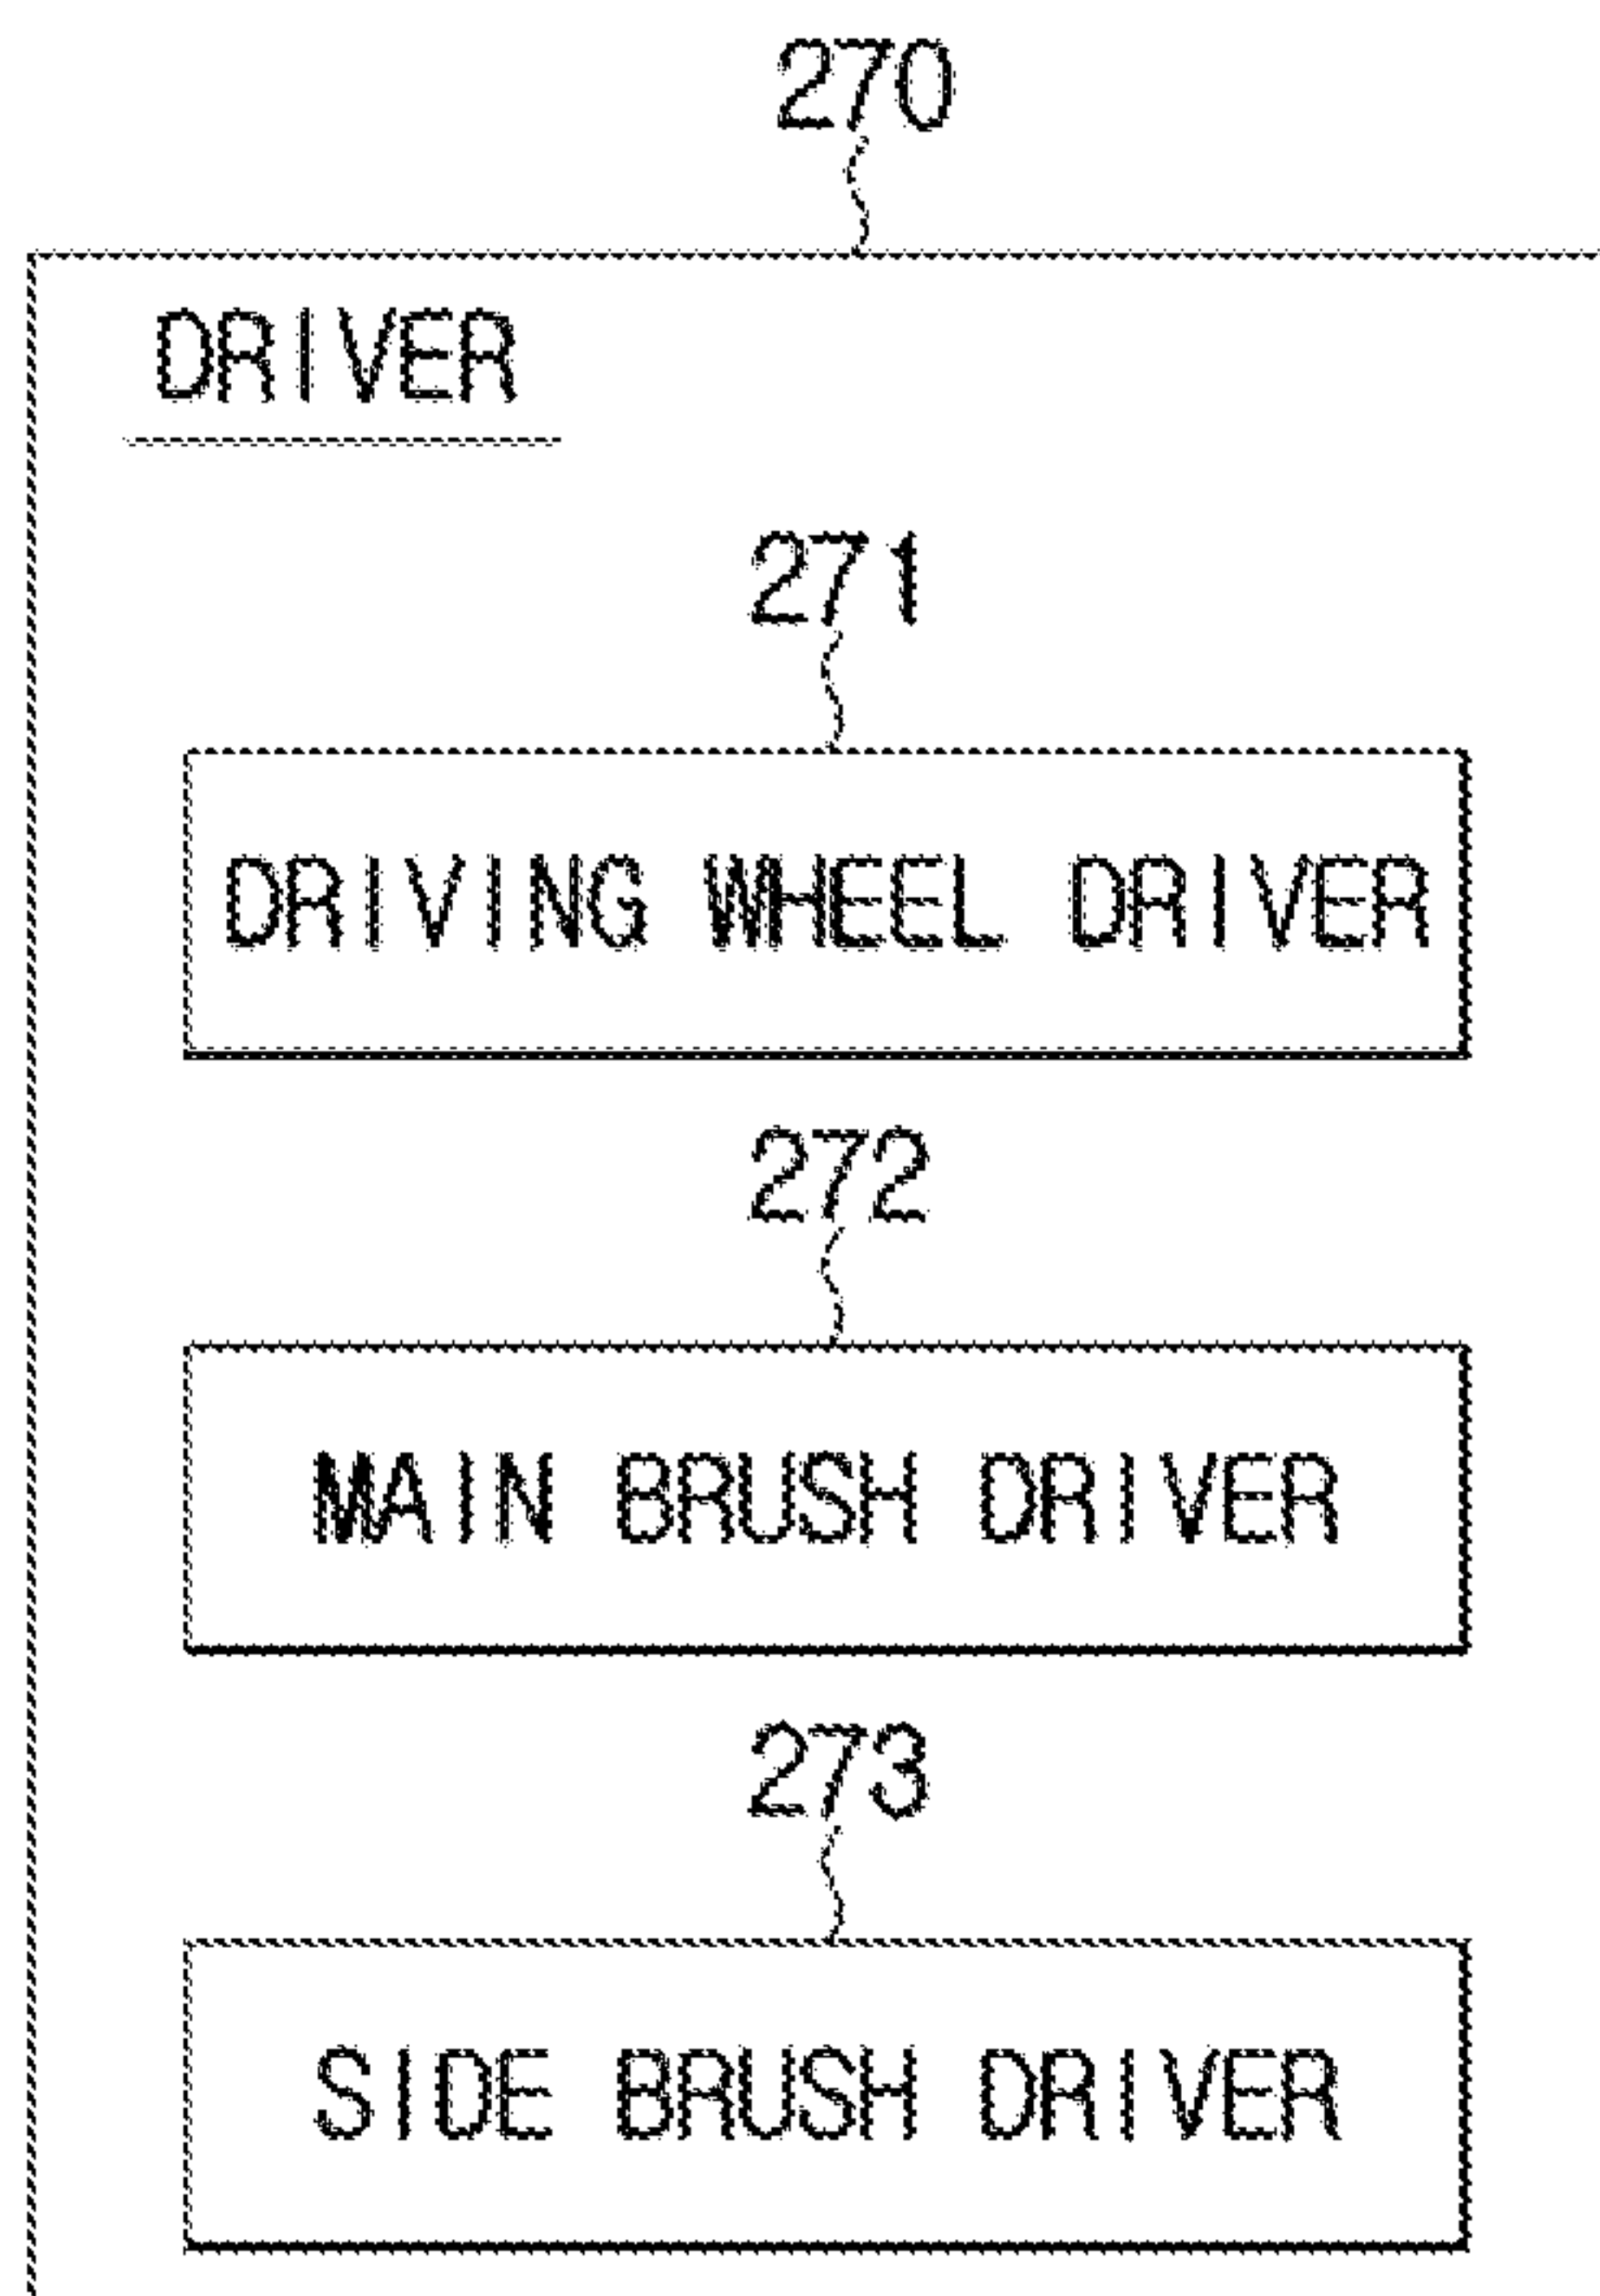 270
DRIVER
271
DRIVING WHEEL DRIVER
272
MAIN BRUSH DRIVER
273
SIDE BRUSH DRIVER